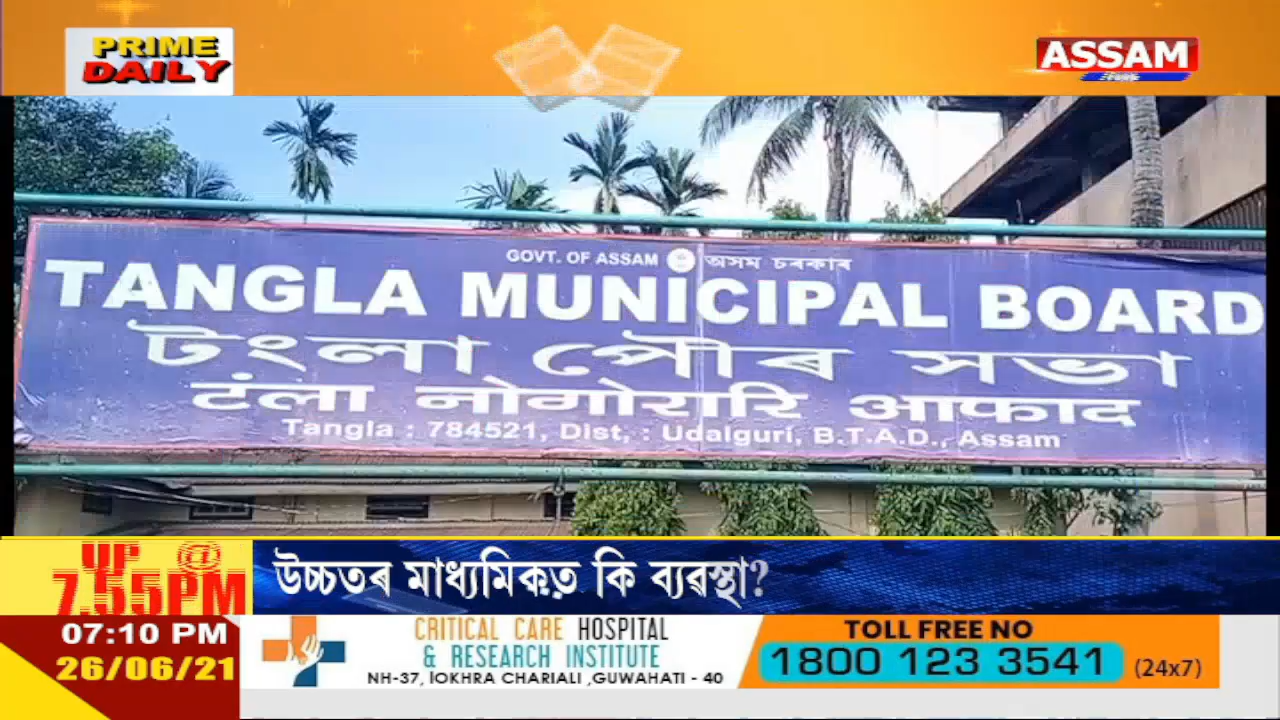 PRIME
DAILY
ASSAM
GOVT. OF ASSAM অসম চৰকাৰ
TANGLA MUNICIPAL BOARD
টংলা পৌৰ সভা
टंला नोगोरारि आफाद
Tangla : 784521, Dist, : Udalguri, B.T.A.D., Assam
UP @
7.55PM
উচ্চতৰ মাধ্যমিকত কি ব্যৱস্থা?
07:10 PM
26/06/21
CRITICAL CARE HOSPITAL
& RESEARCH INSTITUTE
NH-37, lOKHRA CHARIALI ,GUWAHATI - 40
TOLL FREE NO
1800 123 3541 (24x7)